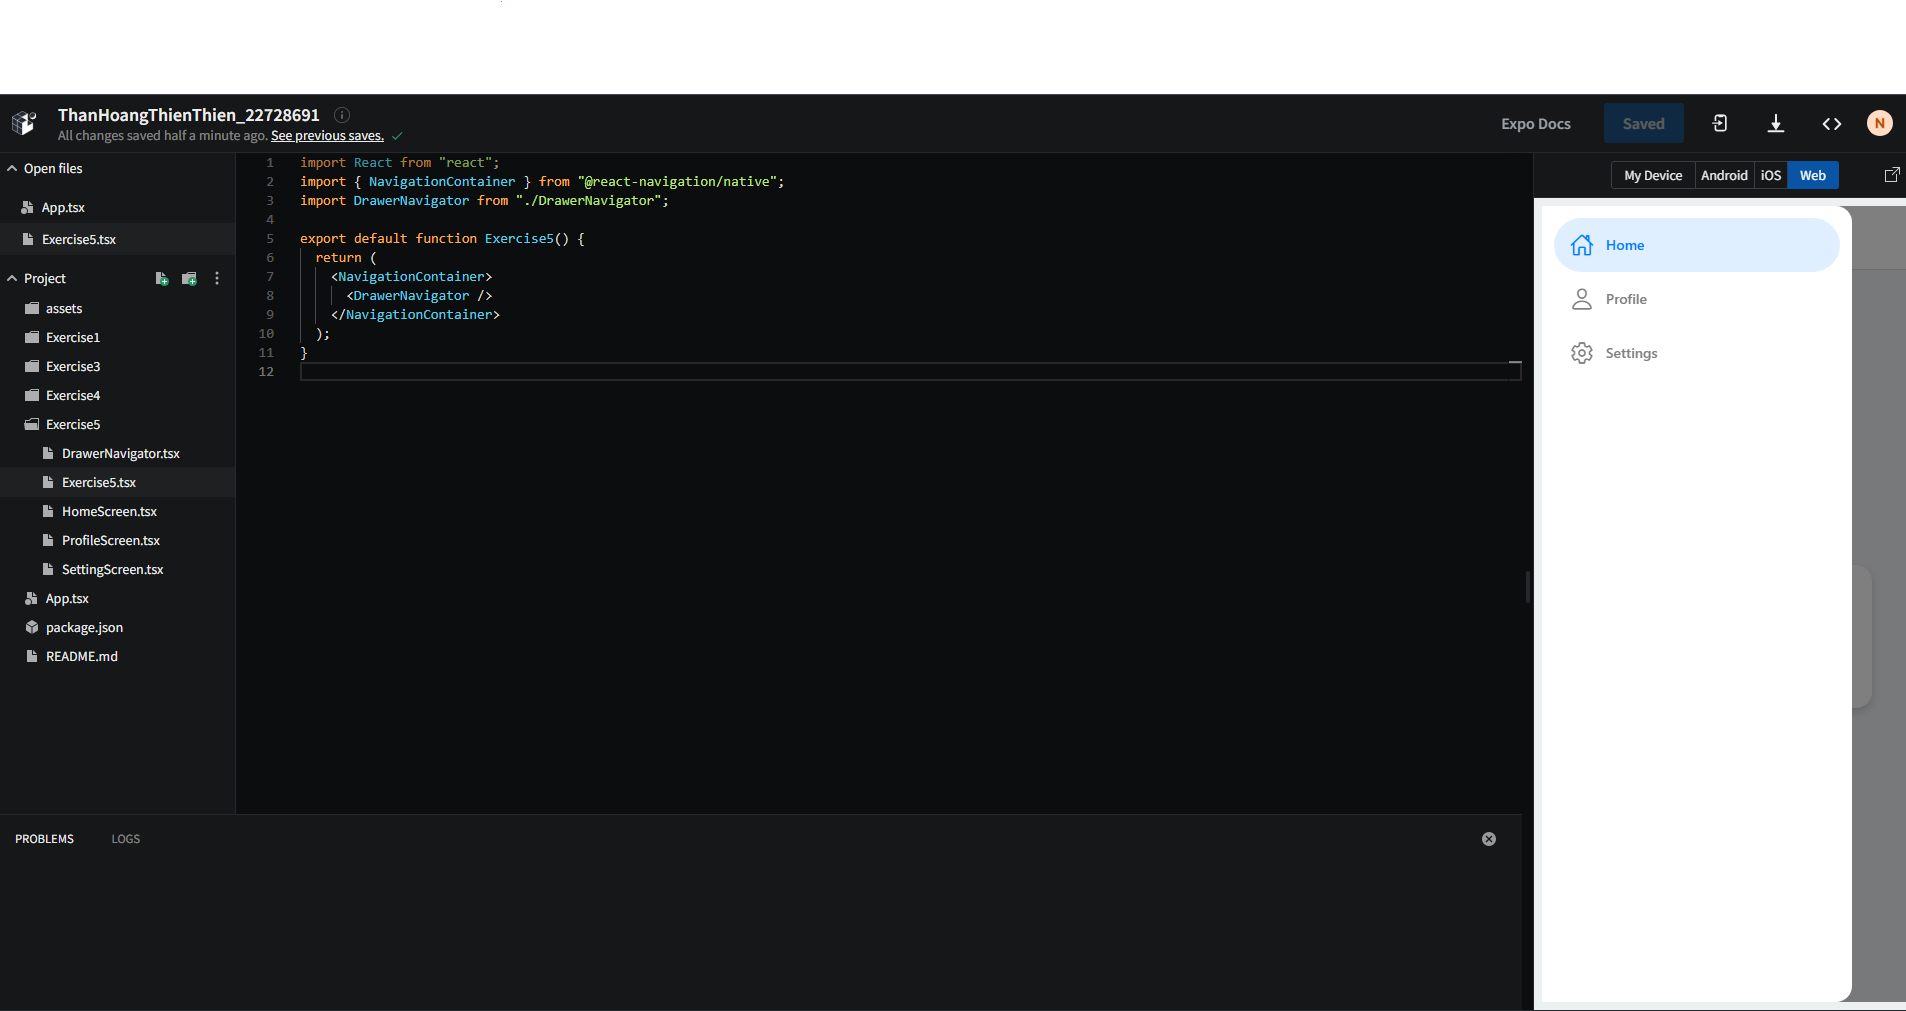 ThanHoangThienThien_22728691
All changes saved half a minute ago. See previous saves.
Expo Docs
Saved
N
Open files
App.tsx
Exercise5.tsx
Project
assets
Exercise1
Exercise3
Exercise4
Exercise5
DrawerNavigator.tsx
Exercise5.tsx
HomeScreen.tsx
ProfileScreen.tsx
SettingScreen.tsx
App.tsx
package.json
README.md
1 import React from "react";
2 import { NavigationContainer } from "@react-navigation/native";
3 import DrawerNavigator from "./DrawerNavigator";
4
5 export default function Exercise5() {
6 return (
7 <NavigationContainer>
8 <DrawerNavigator />
9 </NavigationContainer>
10 );
11 }
12
PROBLEMS LOGS
My Device Android iOS Web
Home
Profile
Settings